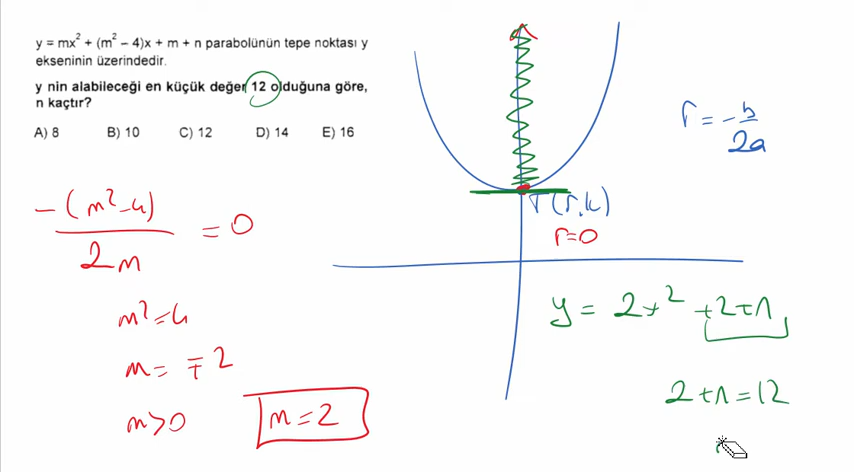 y = mx² + (m² – 4)x + m + n parabolünün tepe noktası y
ekseninin üzerindedir.
y nin alabileceği en küçük değer 12 olduğuna göre,
n kaçtır?
A) 8 B) 10 C) 12 D) 14 E) 16
r = -b/2a
T(r,k)
r=0
-(m²-4)/2m = 0
m²=4
m = ∓2
m>0 m=2
y = 2x² +2+n
2+n=12